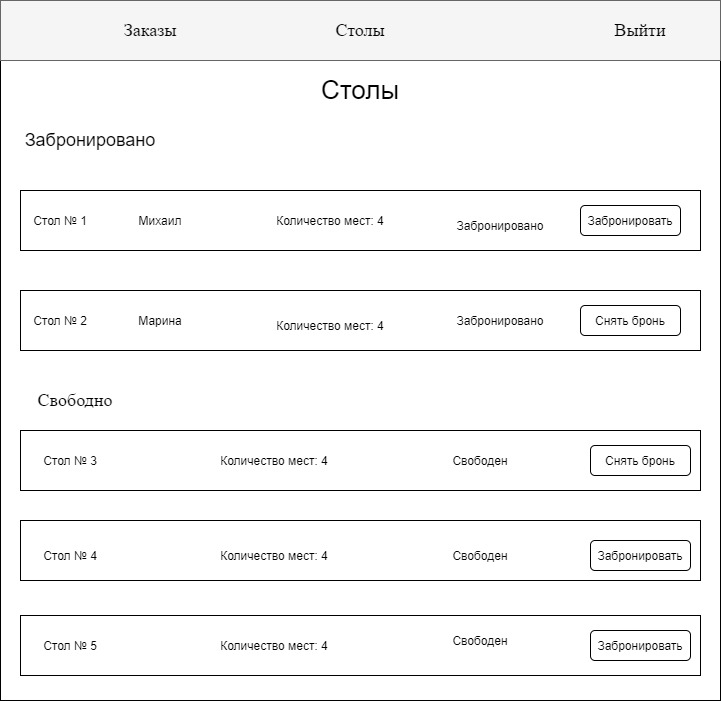 Заказы Столы Выйти
Столы
Забронировано
Стол № 1 Михаил Количество мест: 4 Забронировано Забронировать
Стол № 2 Марина Количество мест: 4 Забронировано Снять бронь
Свободно
Стол № 3 Количество мест: 4 Свободен Снять бронь
Стол № 4 Количество мест: 4 Свободен Забронировать
Стол № 5 Количество мест: 4 Свободен Забронировать